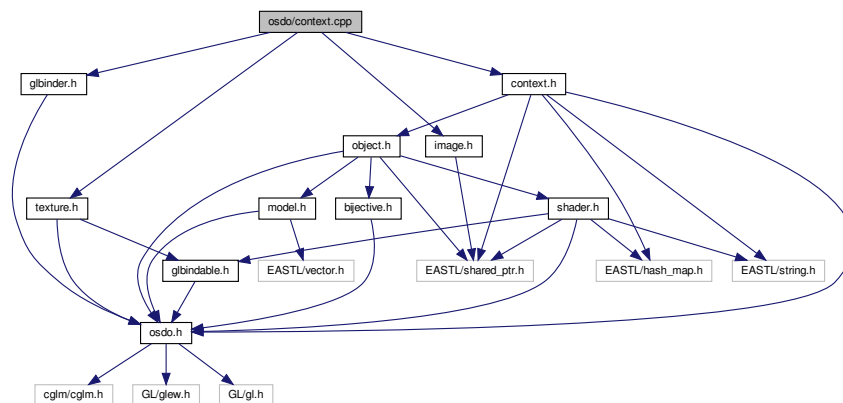 osdo/context.cpp
glbinder.h
context.h
object.h
image.h
texture.h
model.h
bijective.h
shader.h
glbindable.h
EASTL/vector.h
EASTL/shared_ptr.h
EASTL/hash_map.h
EASTL/string.h
osdo.h
cglm/cglm.h
GL/glew.h
GL/gl.h